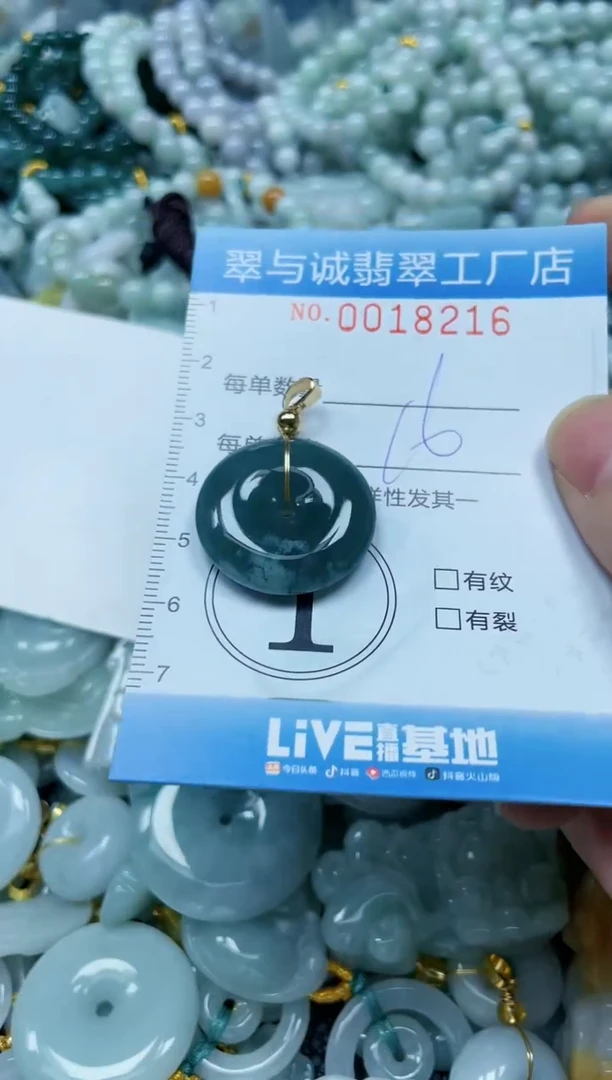 翠与诚翡翠工厂店
NO.0018216
1
2
每单数
16
3
每单
4
样性发其一
5
□有纹
6
1
□有裂
7
LiVE直播基地
今日头条 抖音 西瓜视频 抖音火山版